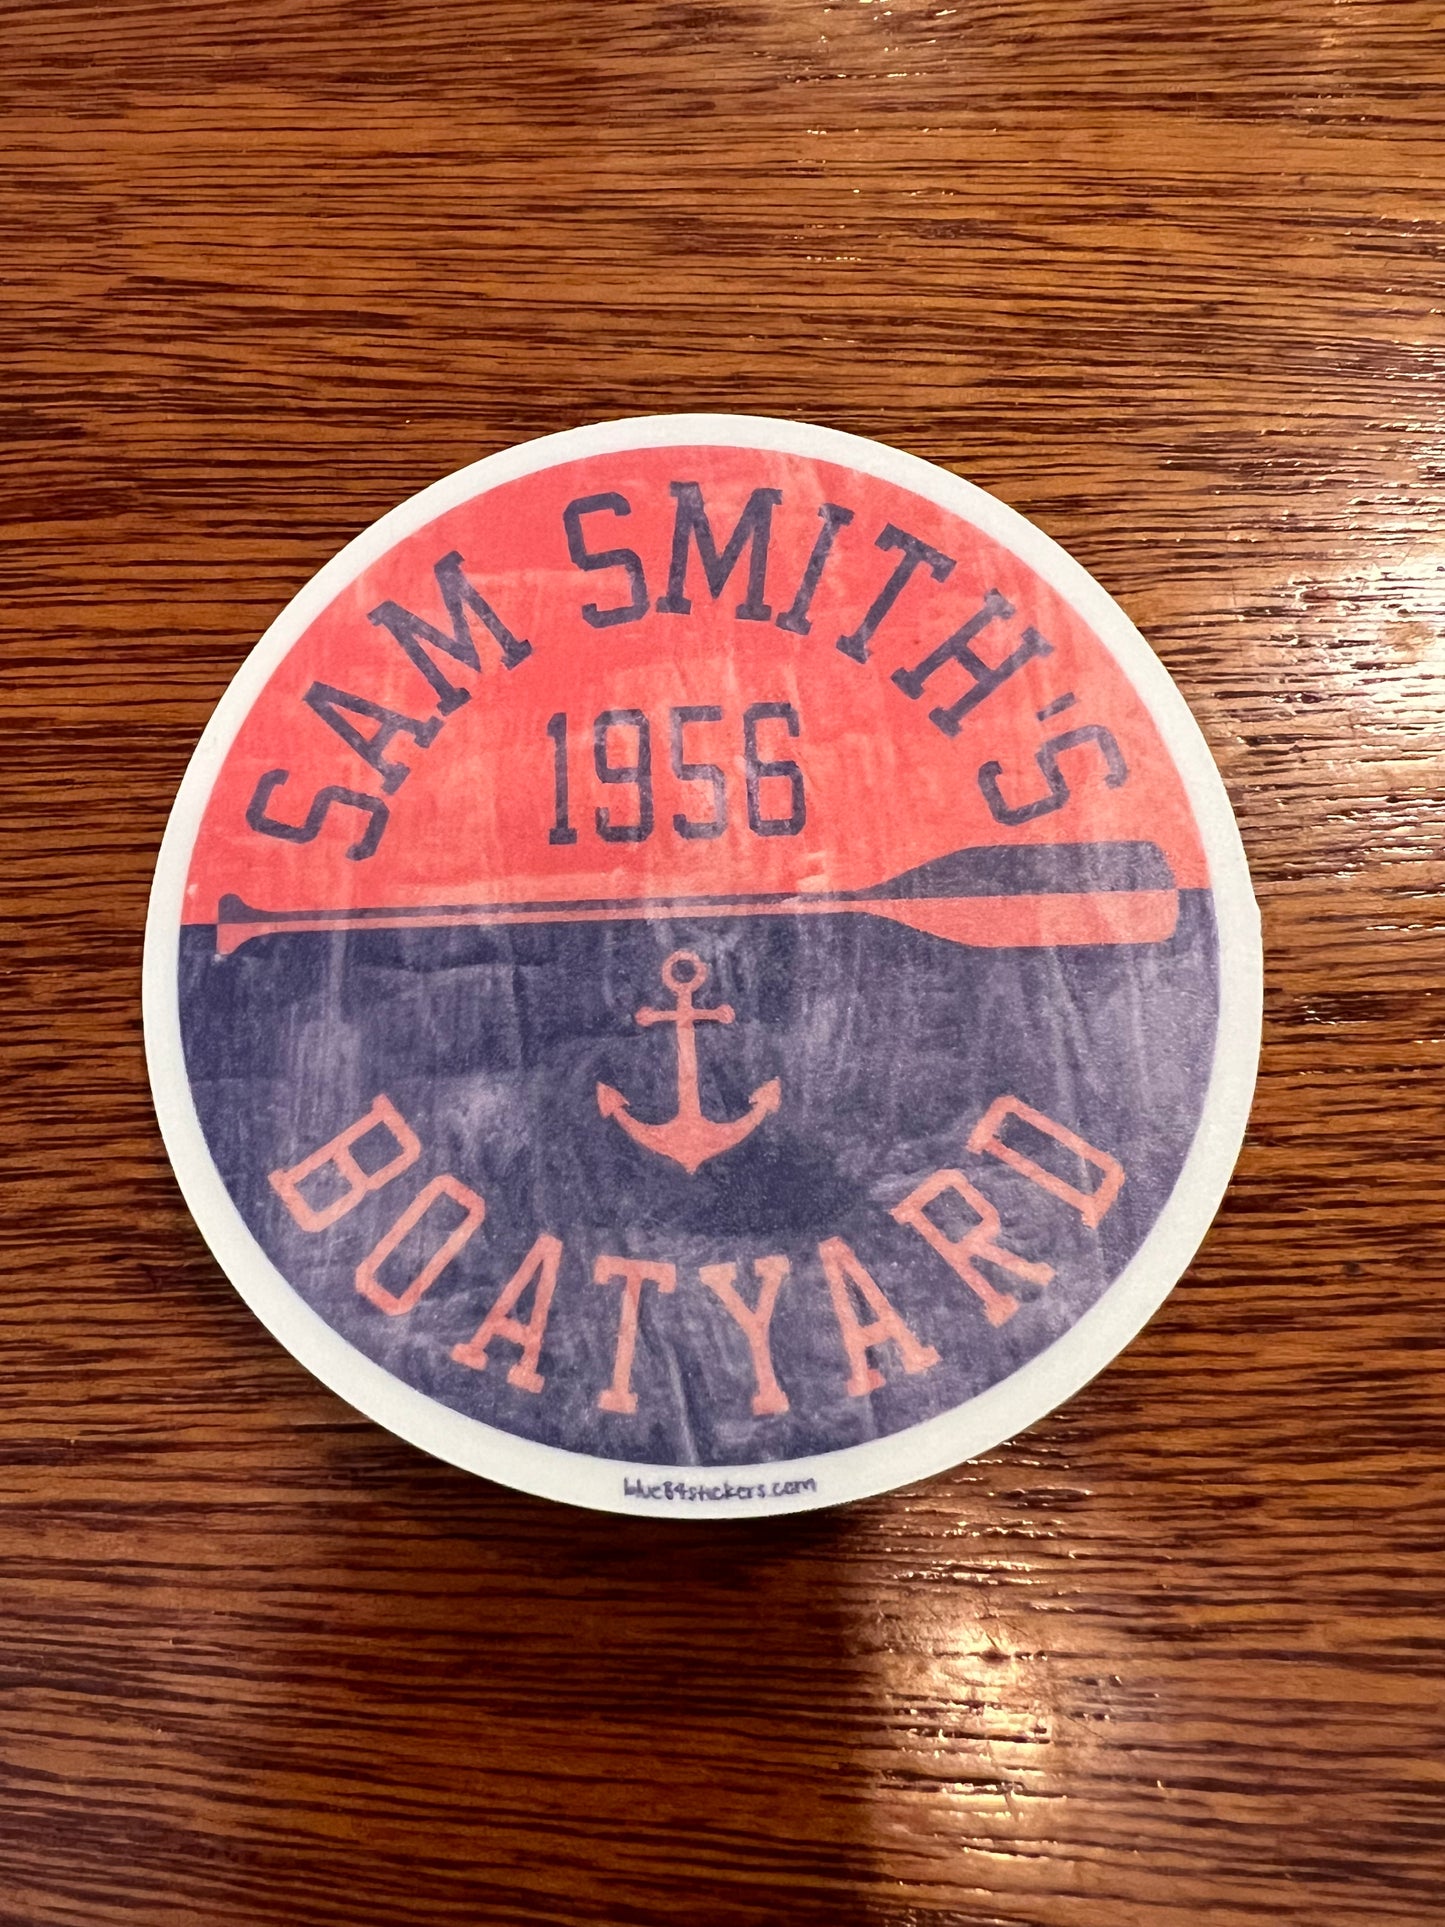 SAM SMITH'S
1956
BOATYARD
blue84stickers.com